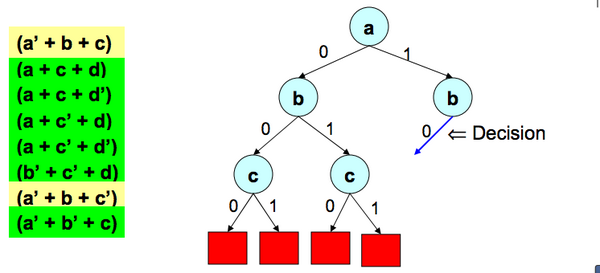 (a' + b + c)
(a + c + d)
(a + c + d')
(a + c' + d)
(a + c' + d')
(b' + c' + d)
(a' + b + c')
(a' + b' + c)
a
0 1
b b
0 1 0 ⇐ Decision
c c
0 1 0 1